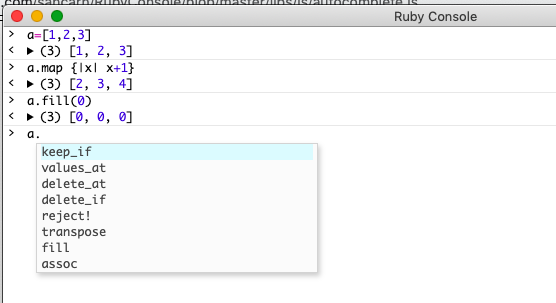 .com/sancarn/RubyConsole/blob/master/libs/js/autocomplete.js
Ruby Console
> a=[1,2,3]
< ▶ (3) [1, 2, 3]
> a.map {|x| x+1}
< ▶ (3) [2, 3, 4]
> a.fill(0)
< ▶ (3) [0, 0, 0]
> a.
keep_if
values_at
delete_at
delete_if
reject!
transpose
fill
assoc